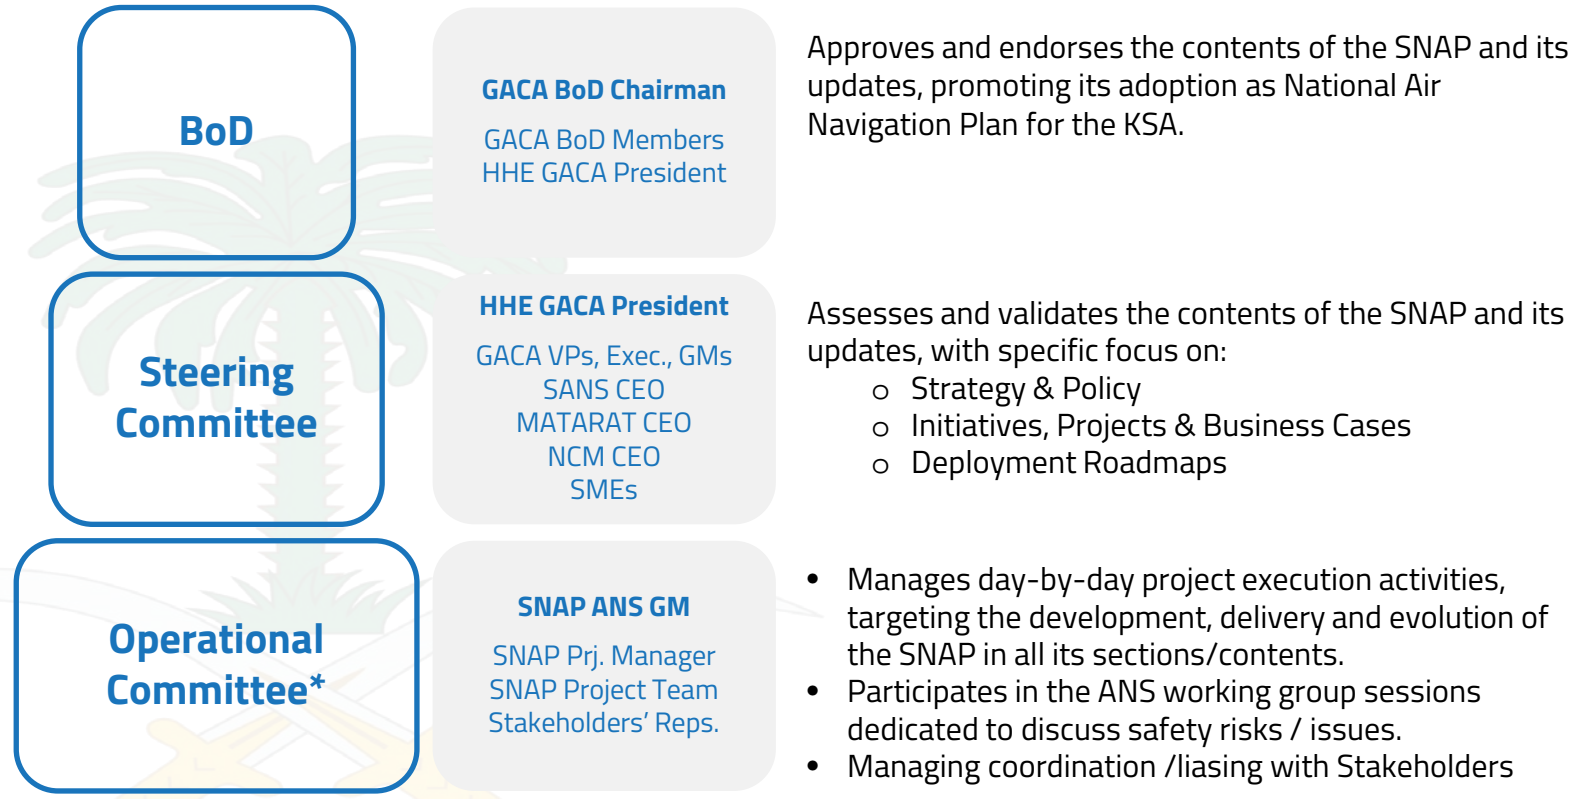 BoD
GACA BoD Chairman
GACA BoD Members
HHE GACA President
Approves and endorses the contents of the SNAP and its
updates, promoting its adoption as National Air
Navigation Plan for the KSA.
Steering
Committee
HHE GACA President
GACA VPs, Exec., GMs
SANS CEO
MATARAT CEO
NCM CEO
SMEs
Assesses and validates the contents of the SNAP and its
updates, with specific focus on:
o Strategy & Policy
o Initiatives, Projects & Business Cases
o Deployment Roadmaps
Operational
Committee*
SNAP ANS GM
SNAP Prj. Manager
SNAP Project Team
Stakeholders’ Reps.
• Manages day-by-day project execution activities,
targeting the development, delivery and evolution of
the SNAP in all its sections/contents.
• Participates in the ANS working group sessions
dedicated to discuss safety risks / issues.
• Managing coordination /liasing with Stakeholders